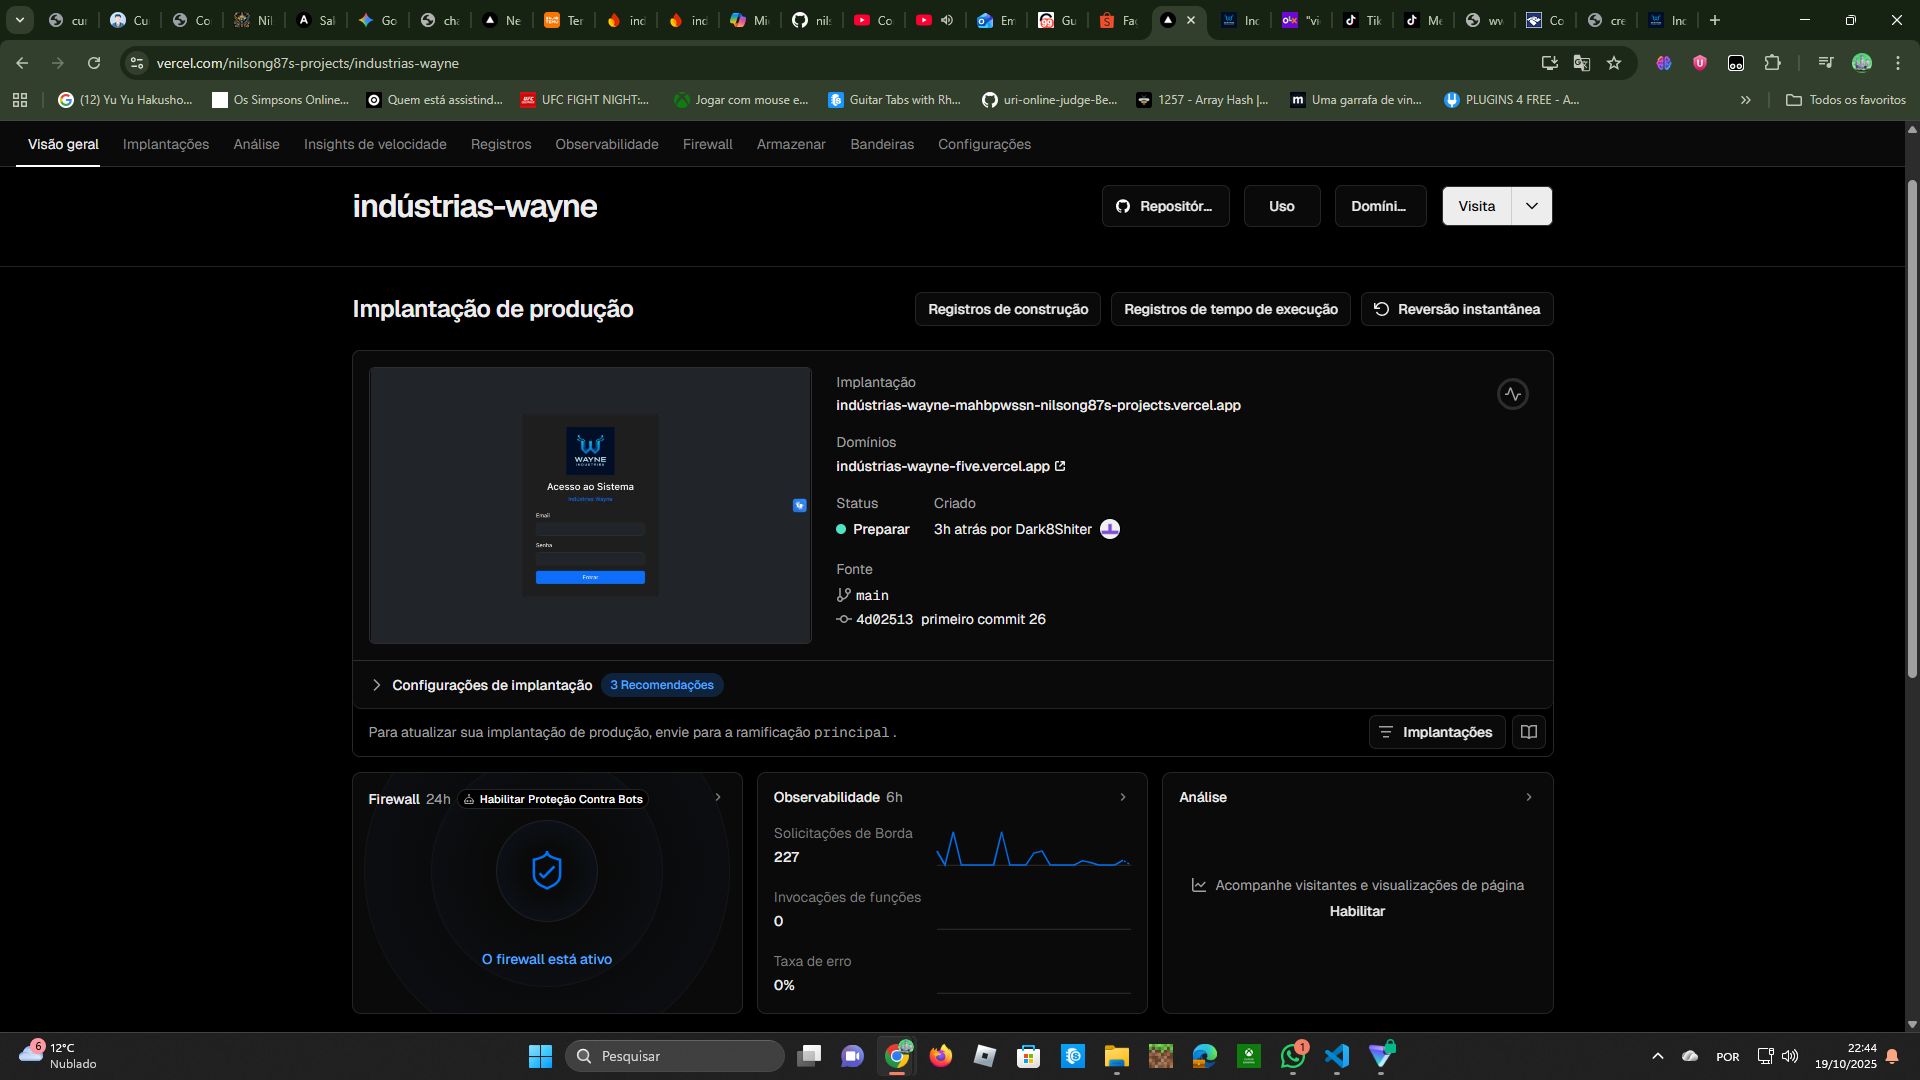 cur
Cu
Co
Nil
Sal
Go
cha
Ne
Ter
ind
ind
Mi
nils
Co
Em
Gu
Fac
Inc
"vi
Tik
Me
Co
cre
Inc
vercel.com/nilsong87s-projects/industrias-wayne
(12) Yu Yu Hakusho...
Os Simpsons Online...
Quem está assistind...
UFC FIGHT NIGHT:...
Jogar com mouse e...
Guitar Tabs with Rh...
uri-online-judge-Be...
1257 - Array Hash |...
Uma garrafa de vin...
PLUGINS 4 FREE - A...
Todos os favoritos
Visão geral
Implantações
Análise
Insights de velocidade
Registros
Observabilidade
Firewall
Armazenar
Bandeiras
Configurações
indústrias-wayne
Repositór...
Uso
Domíni...
Visita
Implantação de produção
Registros de construção
Registros de tempo de execução
Reversão instantânea
WAYNE
INDUSTRIES
Acesso ao Sistema
Indústrias Wayne
Email
Senha
Entrar
Implantação
indústrias-wayne-mahbpwssn-nilsong87s-projects.vercel.app
Domínios
indústrias-wayne-five.vercel.app
Status
Criado
Preparar
3h atrás por Dark8Shiter
Fonte
main
4d02513 primeiro commit 26
Configurações de implantação
3 Recomendações
Para atualizar sua implantação de produção, envie para a ramificação principal .
Implantações
Firewall 24h
Habilitar Proteção Contra Bots
O firewall está ativo
Observabilidade 6h
Solicitações de Borda
227
Invocações de funções
0
Taxa de erro
0%
Análise
Acompanhe visitantes e visualizações de página
Habilitar
6
12°C
Nublado
Pesquisar
1
POR
22:44
19/10/2025